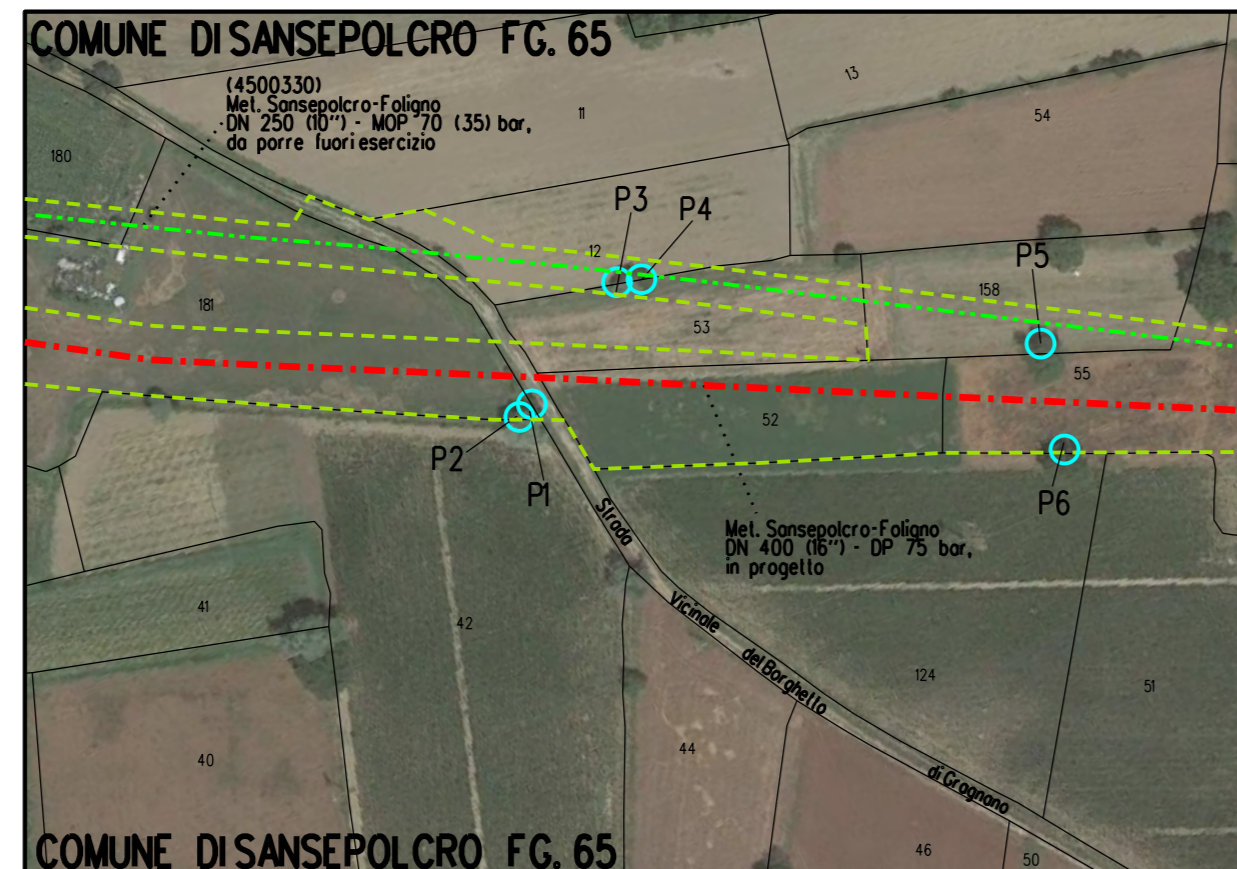 COMUNE DI SANSEPOLCRO FG. 65
(4500330)
Met. Sansepolcro-Foligno
DN 250 (10'') - MOP 70 (35) bar,
da porre fuori esercizio
11
13
54
180
P3
P4
12
P5
158
181
53
55
52
P2
P1
P6
Strada
Met. Sansepolcro-Foligno
DN 400 (16'') - DP 75 bar,
in progetto
41
42
Vicinale
del Borghetto
124
51
40
44
di Gragnano
46
50
COMUNE DI SANSEPOLCRO FG. 65